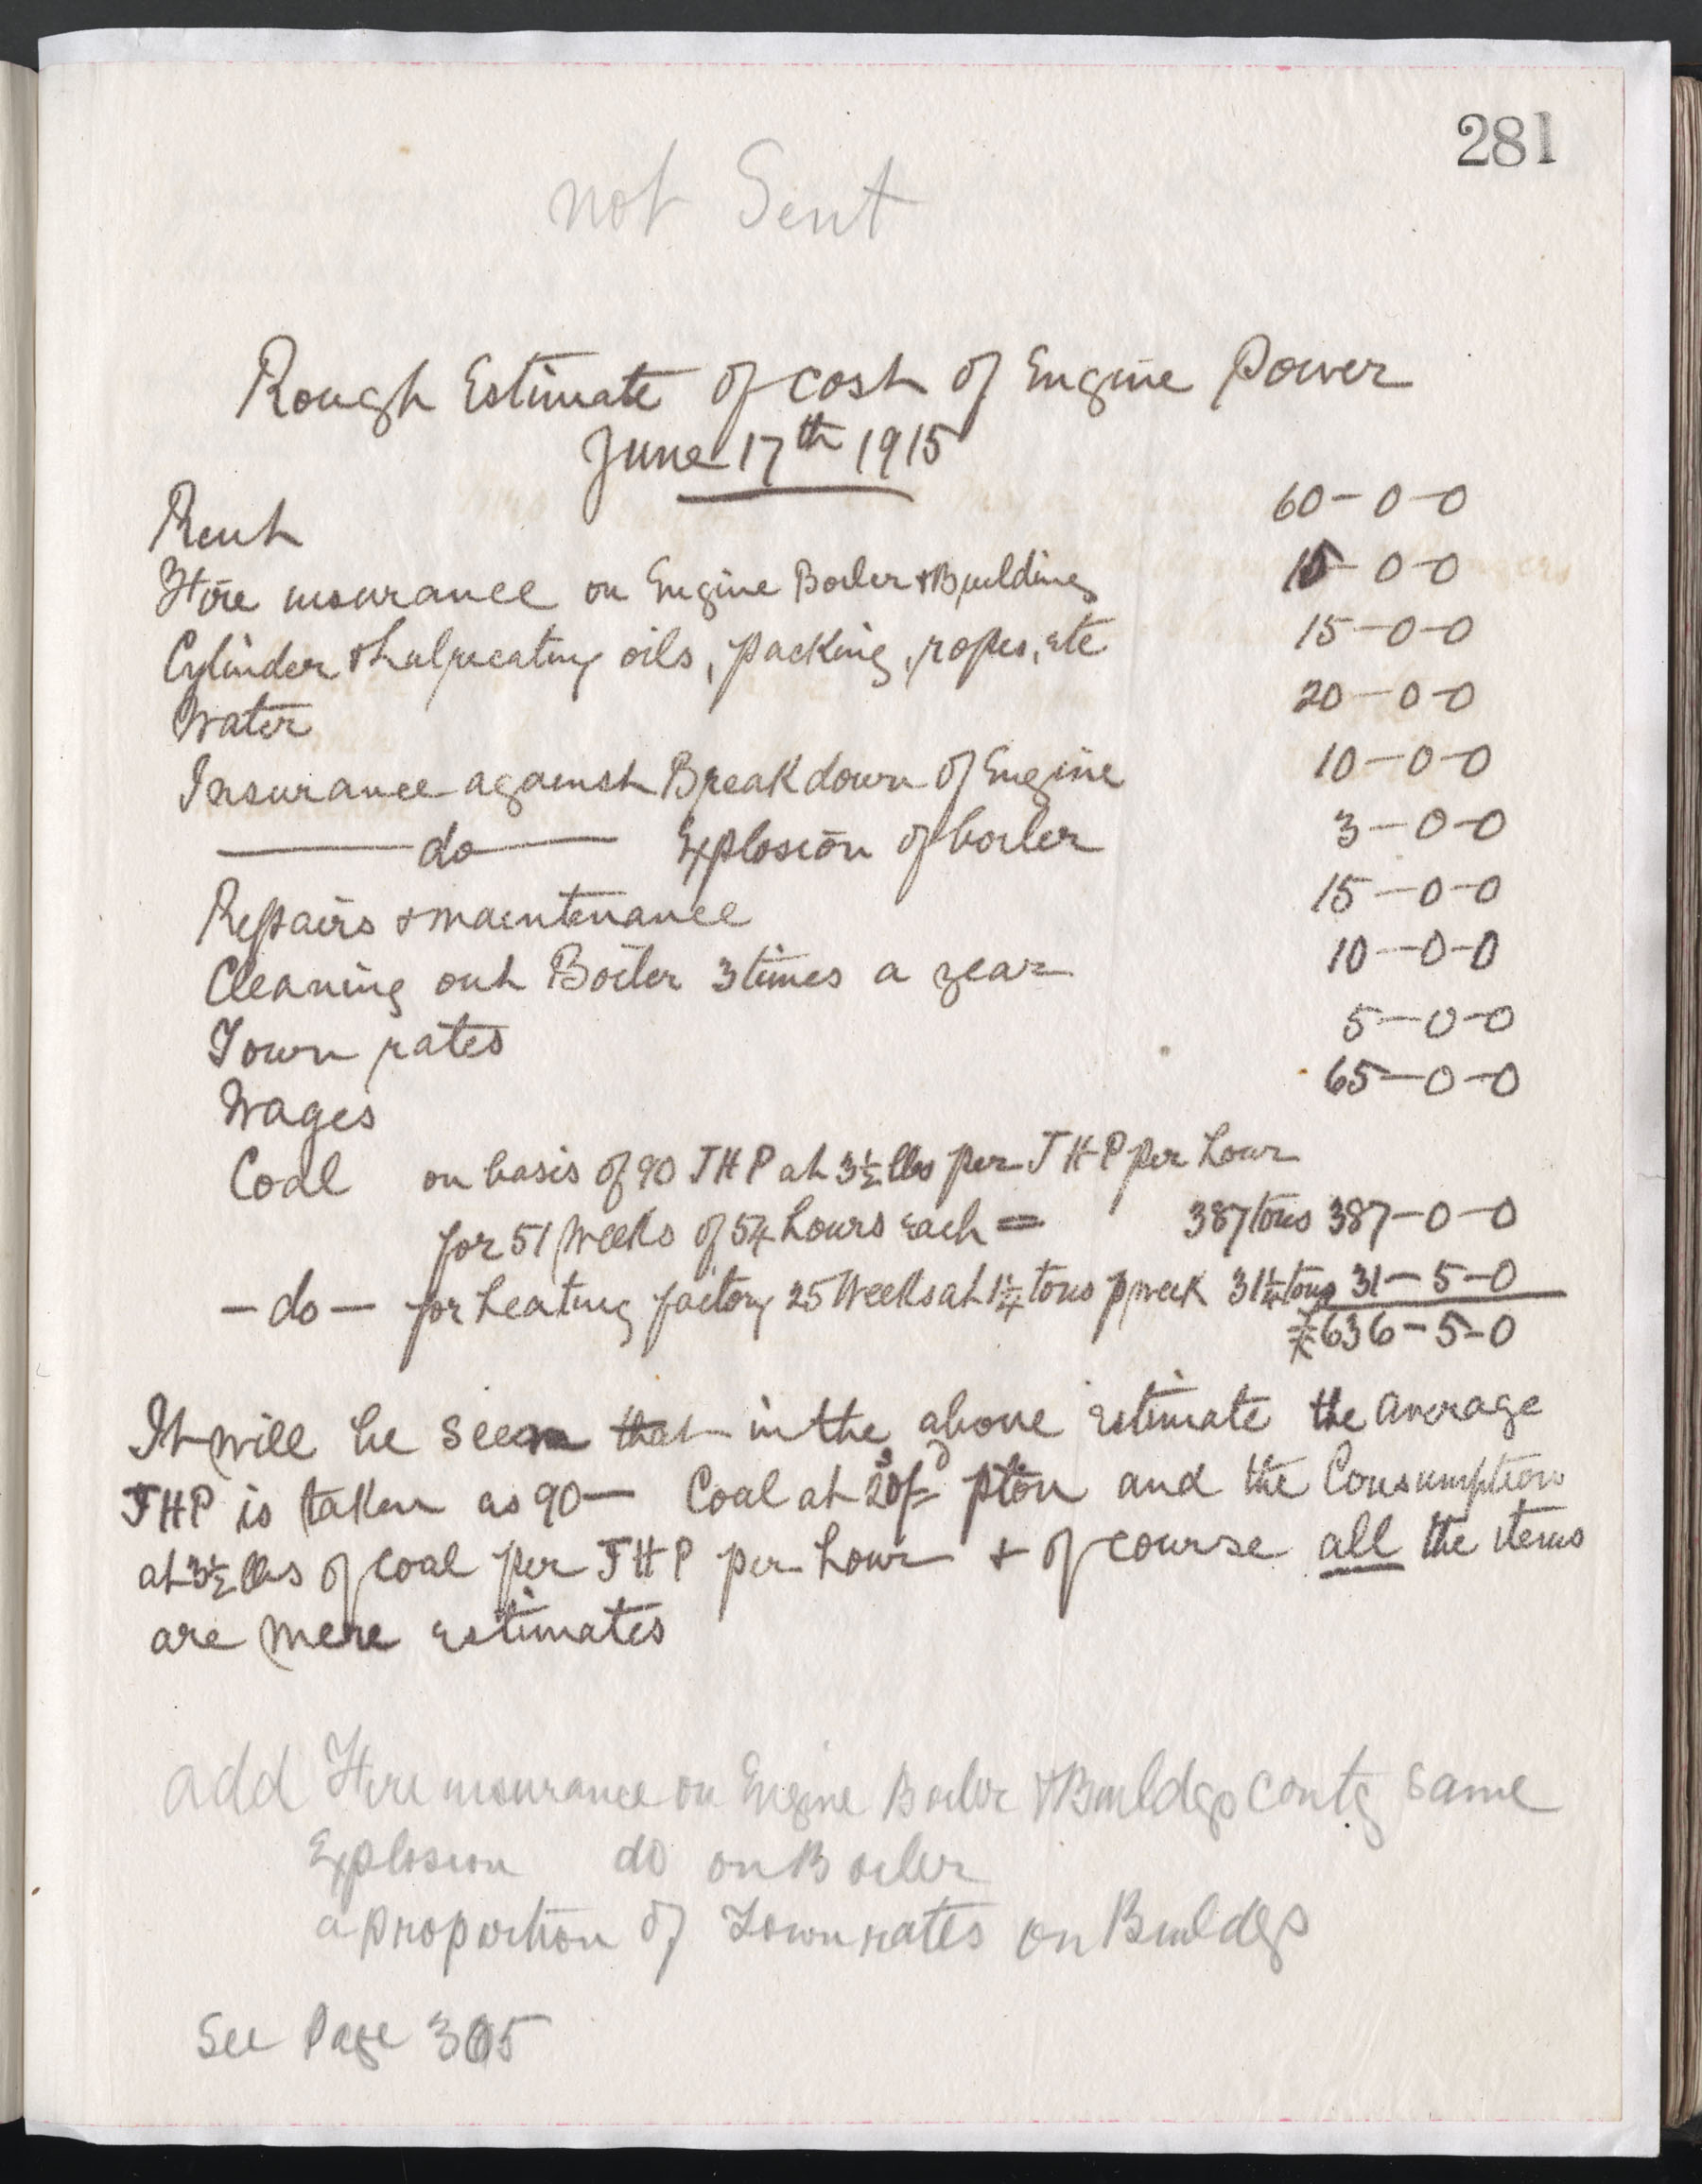 281
not Sent
Rough Estimate of cost of Engine Power
June 17th 1915
Rent 60-0-0
Fire insurance on Engine Boiler & Building 15-0-0
Cylinder & Lubricating oils, packing, ropes, etc 15-0-0
Water 20-0-0
Insurance against Breakdown of Engine 10-0-0
— do — Explosion of boiler 3-0-0
Repairs & maintenance 15-0-0
Cleaning out Boiler 3 times a year 10-0-0
Town rates 5-0-0
Wages 65-0-0
Coal on basis of 90 IHP at 3½ lbs per IHP per hour
for 51 weeks of 54 hours each = 387 tons 387-0-0
- do - for heating factory 25 Weeks at 1¼ tons p week 31¼ tons 31-5-0
£636-5-0
It will be seen that in the above estimate the average
IHP is taken as 90 — Coal at 20/- p ton and the Consumption
at 3½ lbs of coal per IHP per hour & of course all the items
are mere estimates
add Fire insurance on Engine Boiler & Buildgs contg same
Explosion do on Boiler
a proportion of Town rates on Buildgs
See Page